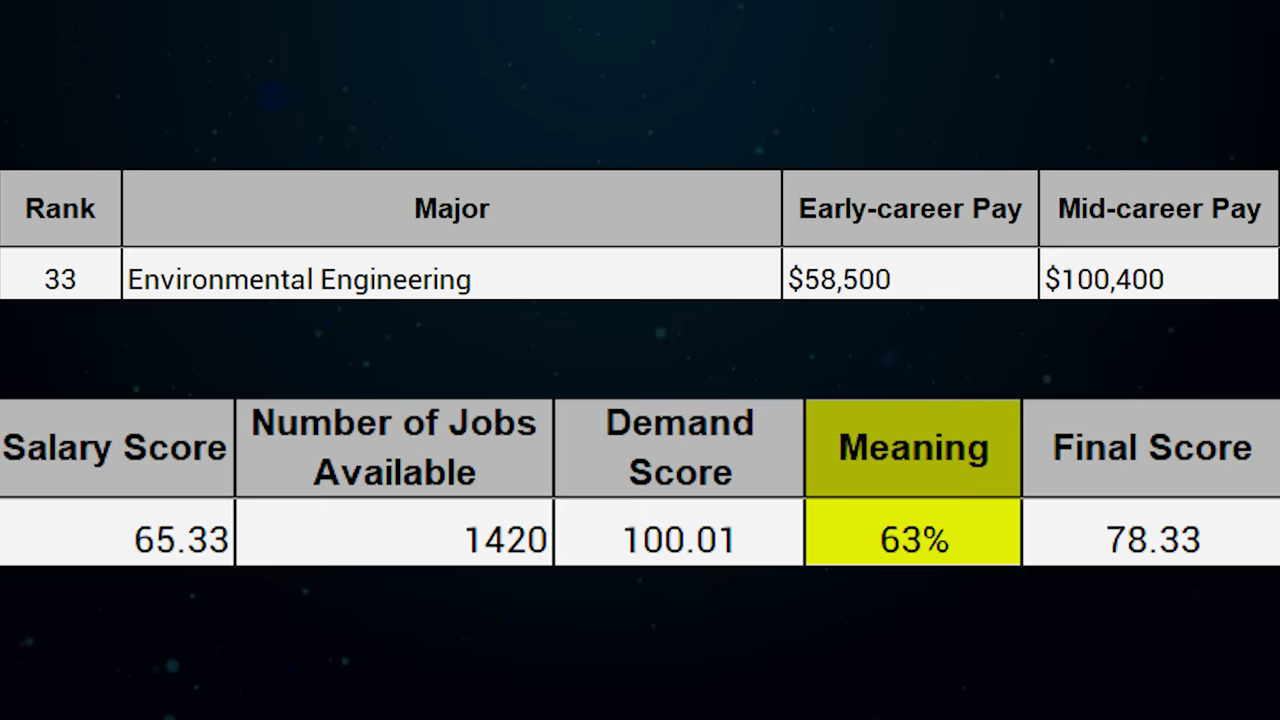 Rank Major Early-career Pay Mid-career Pay
33 Environmental Engineering $58,500 $100,400
Salary Score Number of Jobs Available Demand Score Meaning Final Score
65.33 1420 100.01 63% 78.33